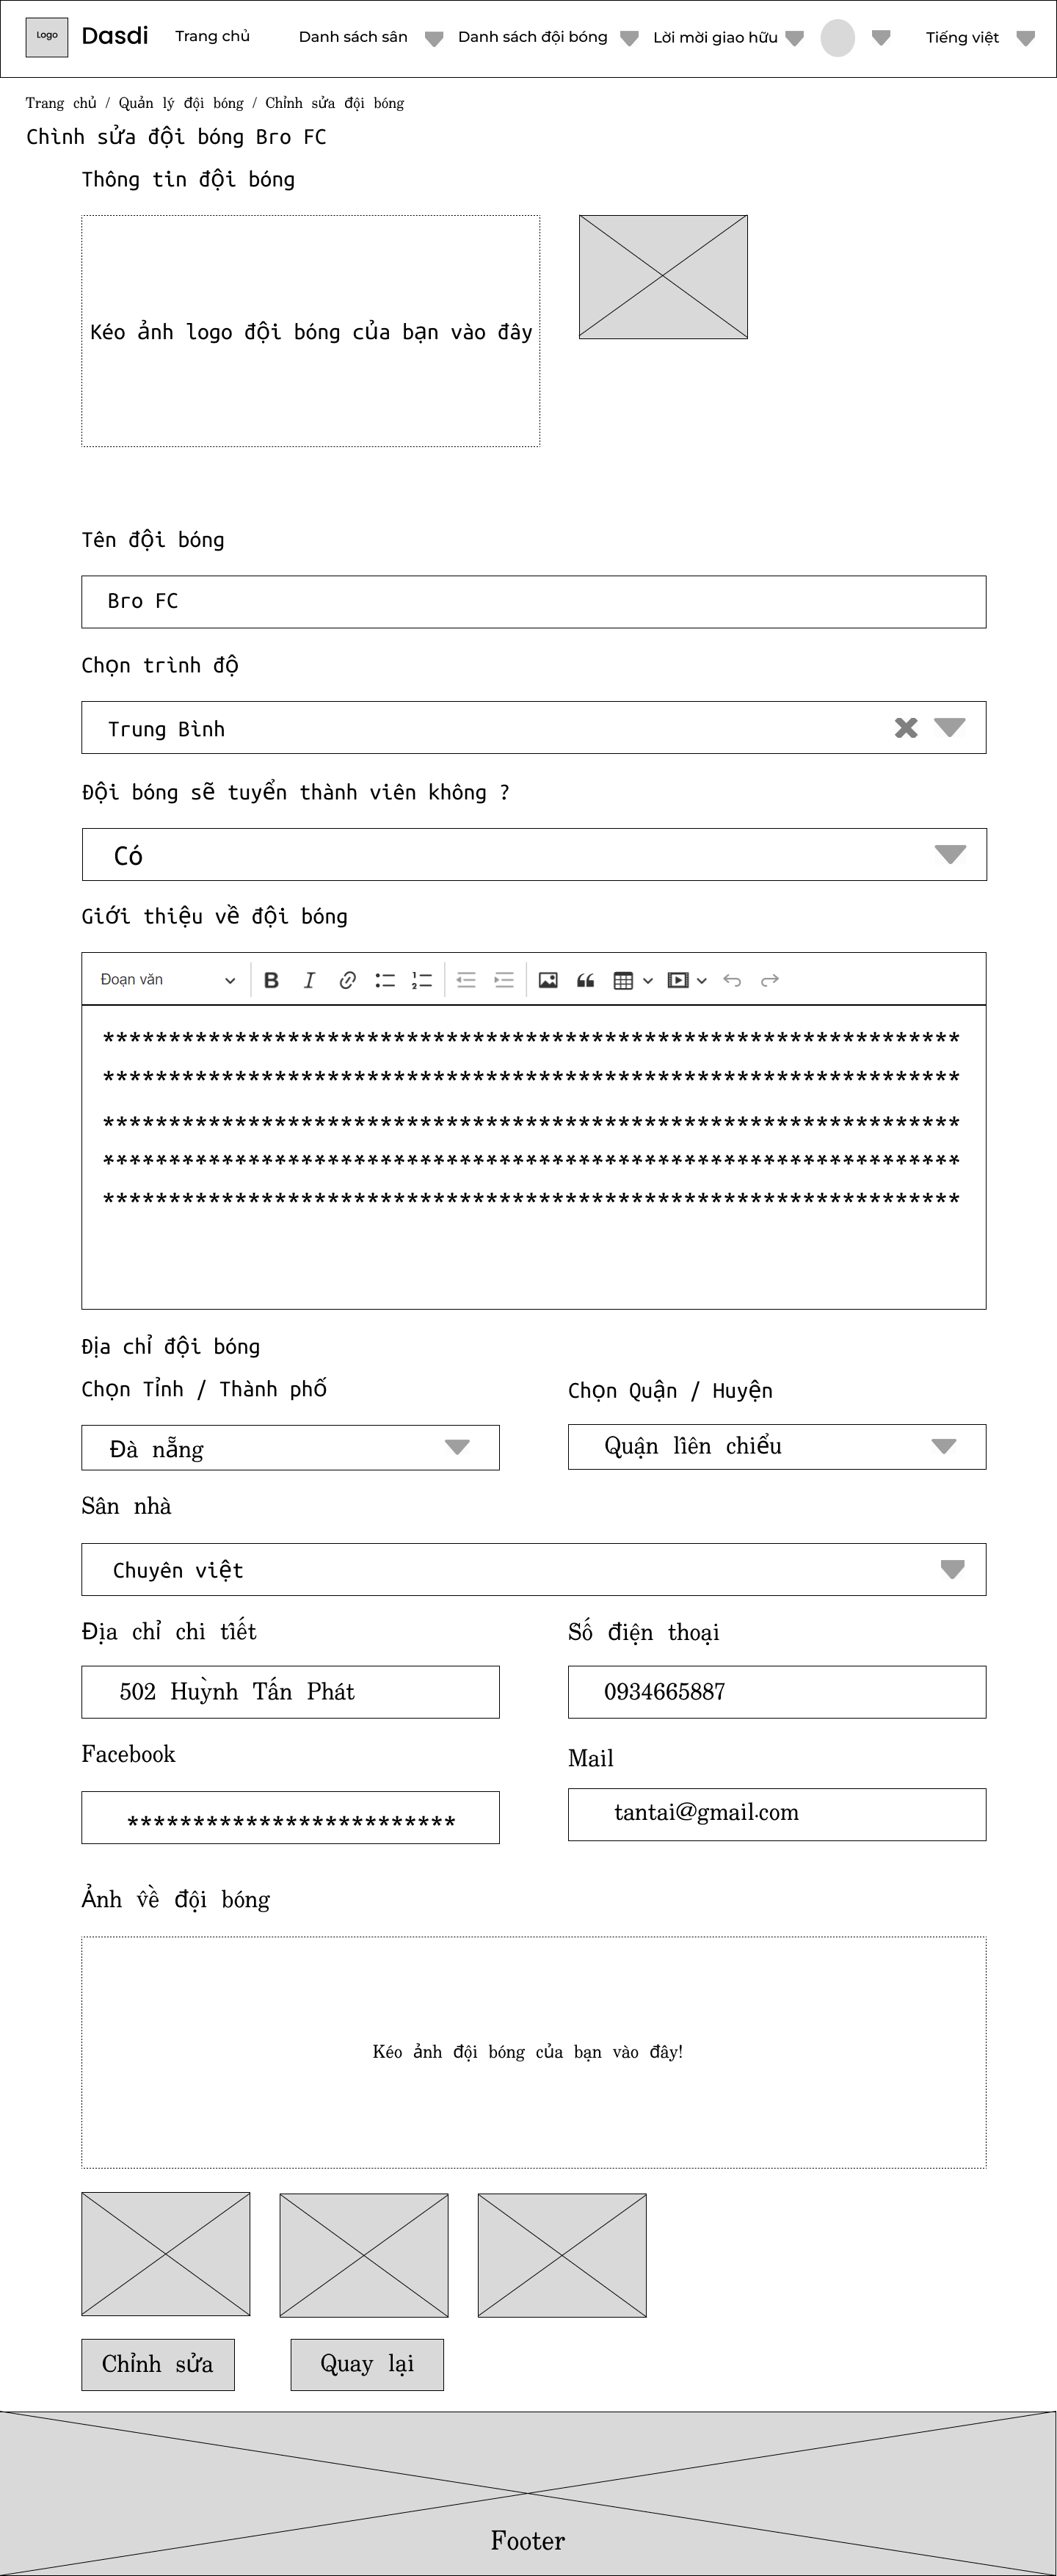 Logo Dasdi Trang chủ Danh sách sân Danh sách đội bóng Lời mời giao hữu Tiếng việt
Trang chủ / Quản lý đội bóng / Chỉnh sửa đội bóng
Chình sửa đội bóng Bro FC
Thông tin đội bóng
Kéo ảnh logo đội bóng của bạn vào đây
Tên đội bóng
Bro FC
Chọn trình độ
Trung Bình
Đội bóng sẽ tuyển thành viên không ?
Có
Giới thiệu về đội bóng
Đoạn văn
*****************************************************************
*****************************************************************
*****************************************************************
*****************************************************************
*****************************************************************
Địa chỉ đội bóng
Chọn Tỉnh / Thành phố Chọn Quận / Huyện
Đà nẵng Quận liên chiểu
Sân nhà
Chuyên việt
Địa chỉ chi tiết Số điện thoại
502 Huỳnh Tấn Phát 0934665887
Facebook Mail
************************* tantai@gmail.com
Ảnh về đội bóng
Kéo ảnh đội bóng của bạn vào đây!
Chỉnh sửa Quay lại
Footer